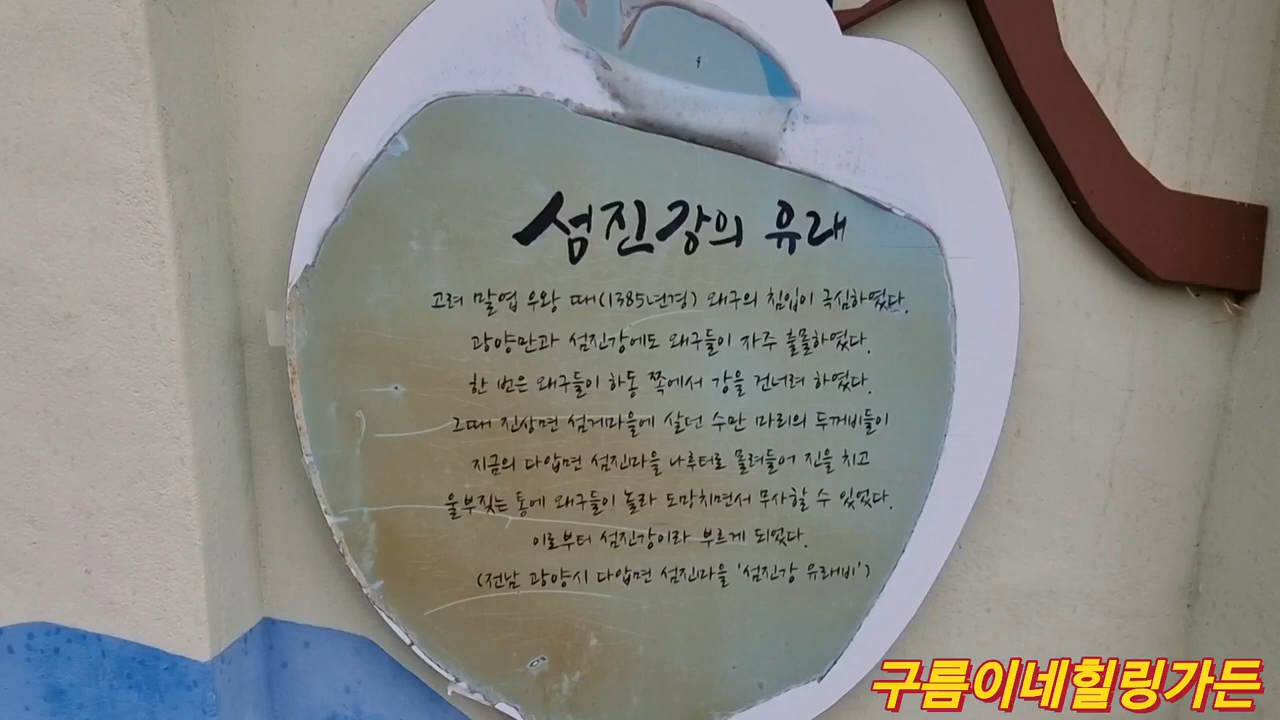 섬진강의 유래
고려 말엽 우왕 때(1385년경) 왜구의 침입이 극심하였다.
광양만과 섬진강에도 왜구들이 자주 출몰하였다.
한 번은 왜구들이 하동 쪽에서 강을 건너려 하였다.
그때 진상면 섬거마을에 살던 수만 마리의 두꺼비들이
지금의 다압면 섬진마을 나루터로 몰려들어 진을 치고
울부짖는 통에 왜구들이 놀라 도망치면서 무사할 수 있었다.
이로부터 섬진강이라 부르게 되었다.
(전남 광양시 다압면 섬진마을 '섬진강 유래비')
구름이네힐링가든